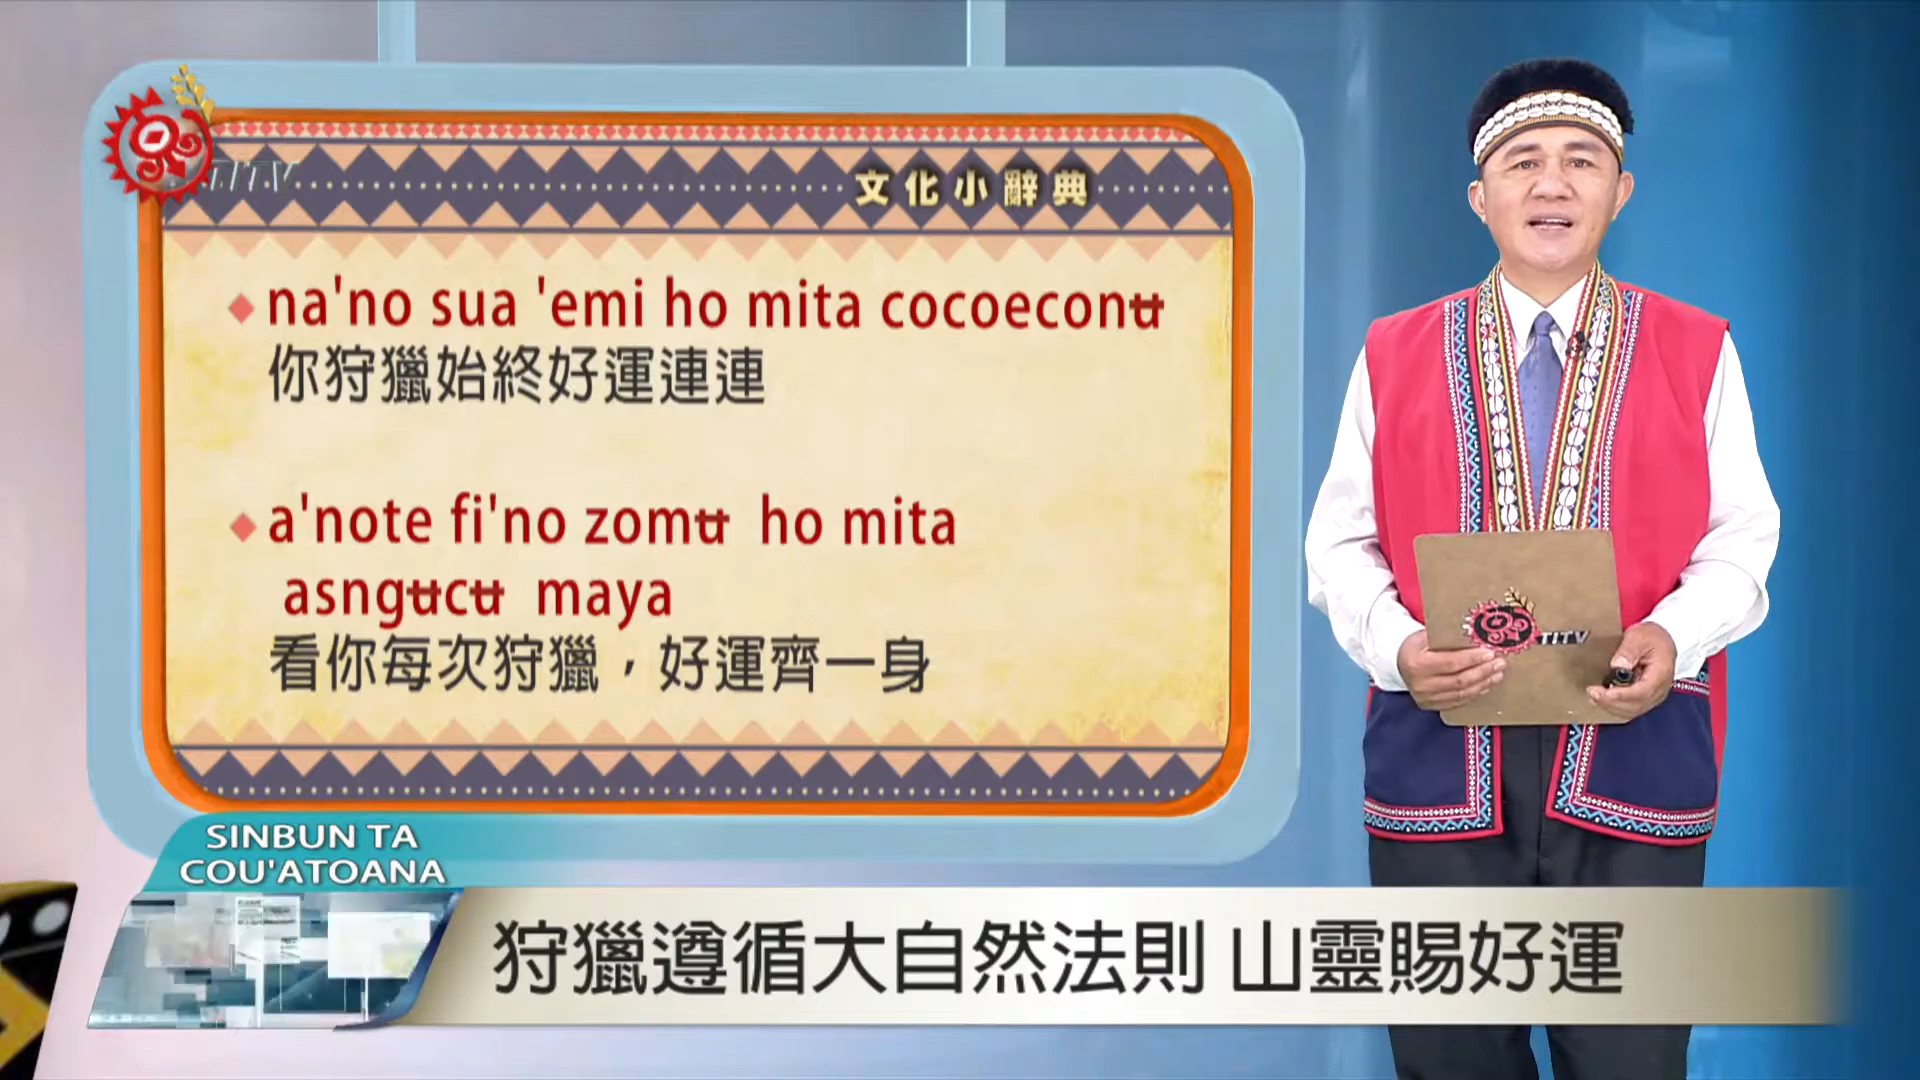 TITV
文化小辭典
na'no sua 'emi ho mita cocoeconʉ
你狩獵始終好運連連
a'note fi'no zomʉ ho mita
asngʉcʉ maya
看你每次狩獵，好運齊一身
TITV
SINBUN TA
COU'ATOANA
狩獵遵循大自然法則 山靈賜好運